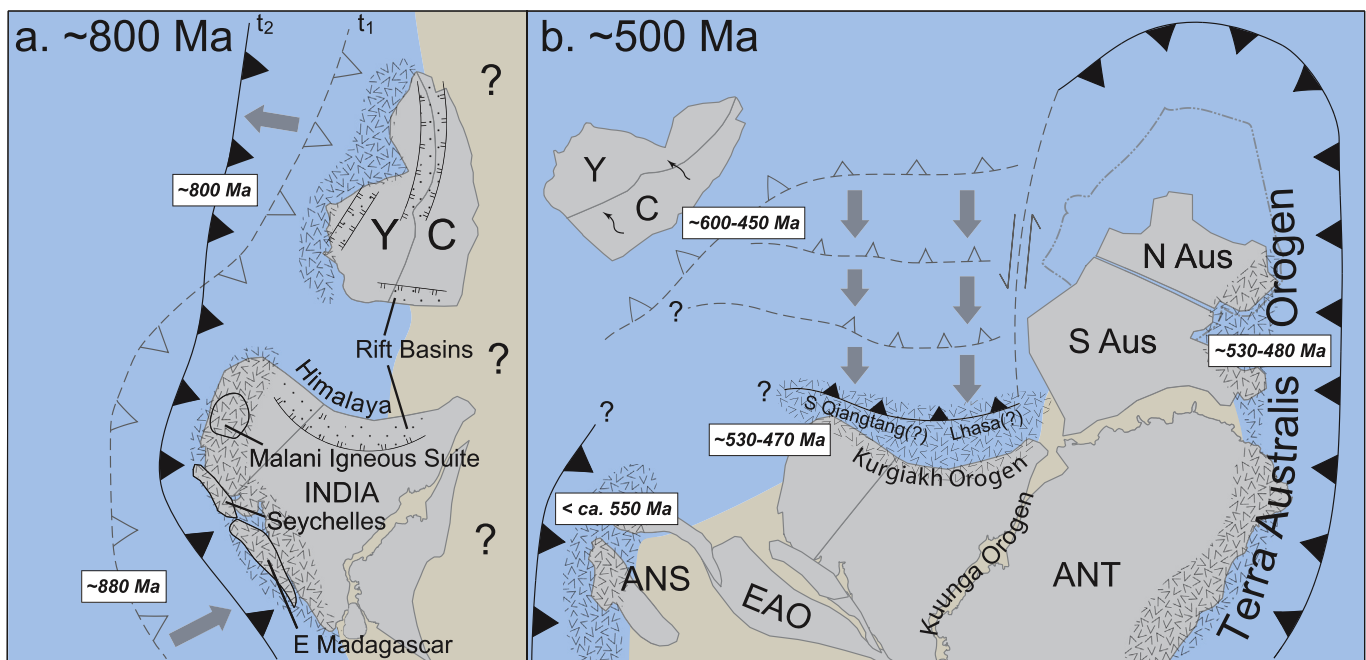 a. ~800 Ma
t2
t1
?
~800 Ma
Y
C
Rift Basins
?
Himalaya
Malani Igneous Suite
INDIA
Seychelles
?
~880 Ma
E Madagascar
b. ~500 Ma
Y
C
~600-450 Ma
N Aus
?
S Aus
~530-480 Ma
?
?
S Qiangtang(?)
Lhasa(?)
~530-470 Ma
Kurgiakh Orogen
< ca. 550 Ma
ANS
EAO
Kuunga Orogen
ANT
Terra Australis Orogen